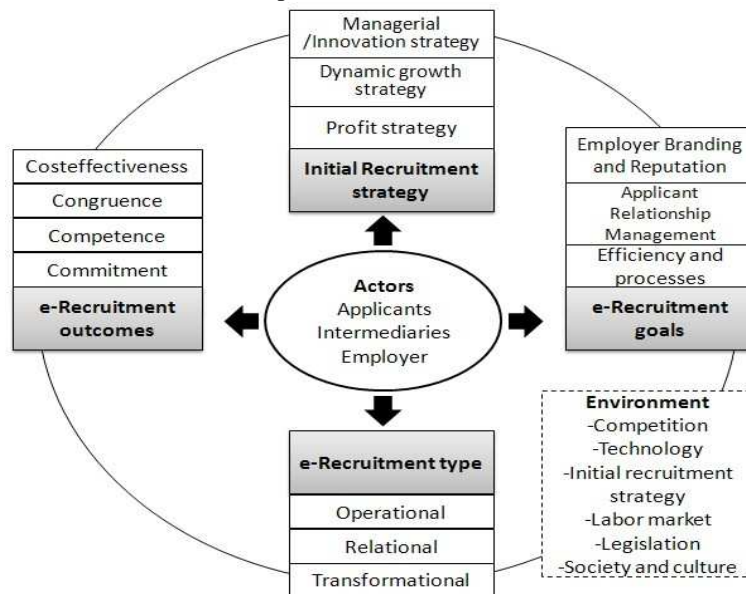 Managerial
/Innovation strategy
Dynamic growth
strategy
Profit strategy
Initial Recruitment
strategy
Costeffectiveness
Congruence
Competence
Commitment
e-Recruitment
outcomes
Actors
Applicants
Intermediaries
Employer
Employer Branding
and Reputation
Applicant
Relationship
Management
Efficiency and
processes
e-Recruitment
goals
e-Recruitment type
Operational
Relational
Transformational
Environment
-Competition
-Technology
-Initial recruitment
strategy
-Labor market
-Legislation
-Society and culture